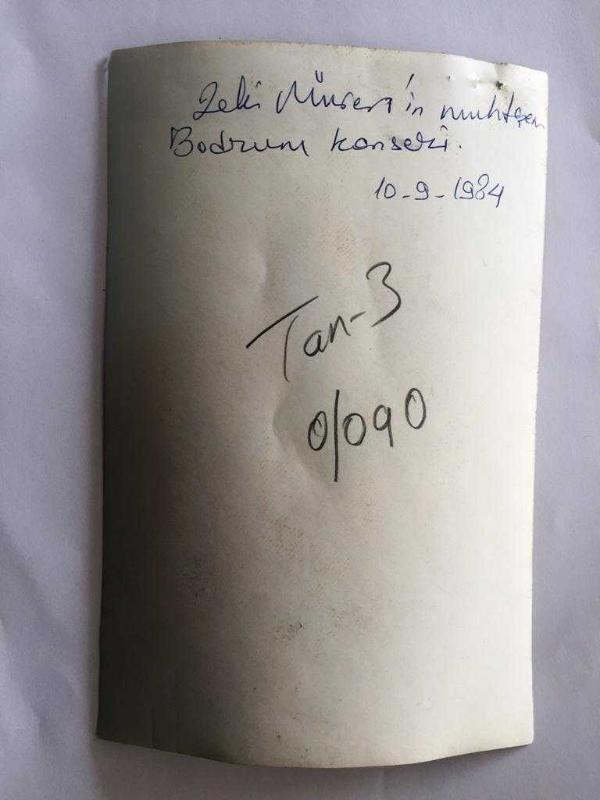 Zeki Müren'in muhteşem
Bodrum konseri.
10-9-1984
Tan-3
0/090